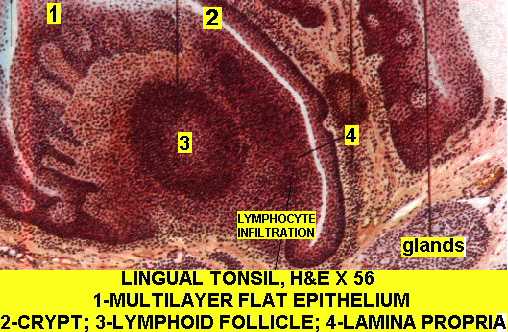 1
2
3
4
LYMPHOCYTE
INFILTRATION
glands
LINGUAL TONSIL, H&E X 56
1-MULTILAYER FLAT EPITHELIUM
2-CRYPT; 3-LYMPHOID FOLLICLE; 4-LAMINA PROPRIA